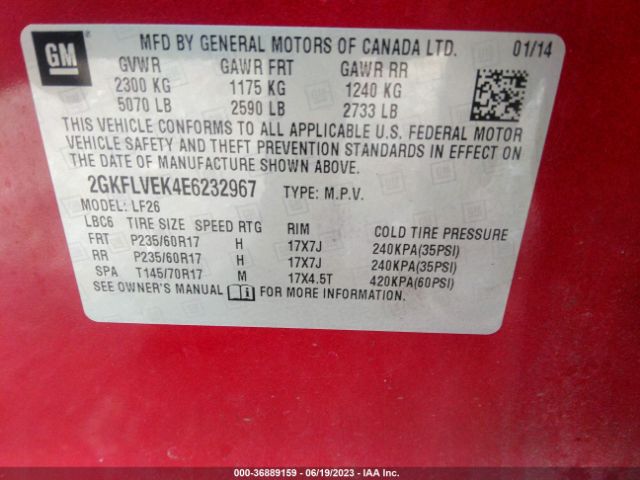 GM
MFD BY GENERAL MOTORS OF CANADA LTD. 01/14
GVWR GAWR FRT GAWR RR
2300 KG 1175 KG 1240 KG
5070 LB 2590 LB 2733 LB
THIS VEHICLE CONFORMS TO ALL APPLICABLE U.S. FEDERAL MOTOR
VEHICLE SAFETY AND THEFT PREVENTION STANDARDS IN EFFECT ON
THE DATE OF MANUFACTURE SHOWN ABOVE.
2GKFLVEK4E6232967 TYPE: M.P.V.
MODEL: LF26
LBC6 TIRE SIZE SPEED RTG RIM COLD TIRE PRESSURE
FRT P235/60R17 H 17X7J 240KPA(35PSI)
RR P235/60R17 H 17X7J 240KPA(35PSI)
SPA T145/70R17 M 17X4.5T 420KPA(60PSI)
SEE OWNER'S MANUAL FOR MORE INFORMATION.
000-36889159 - 06/19/2023 - IAA Inc.